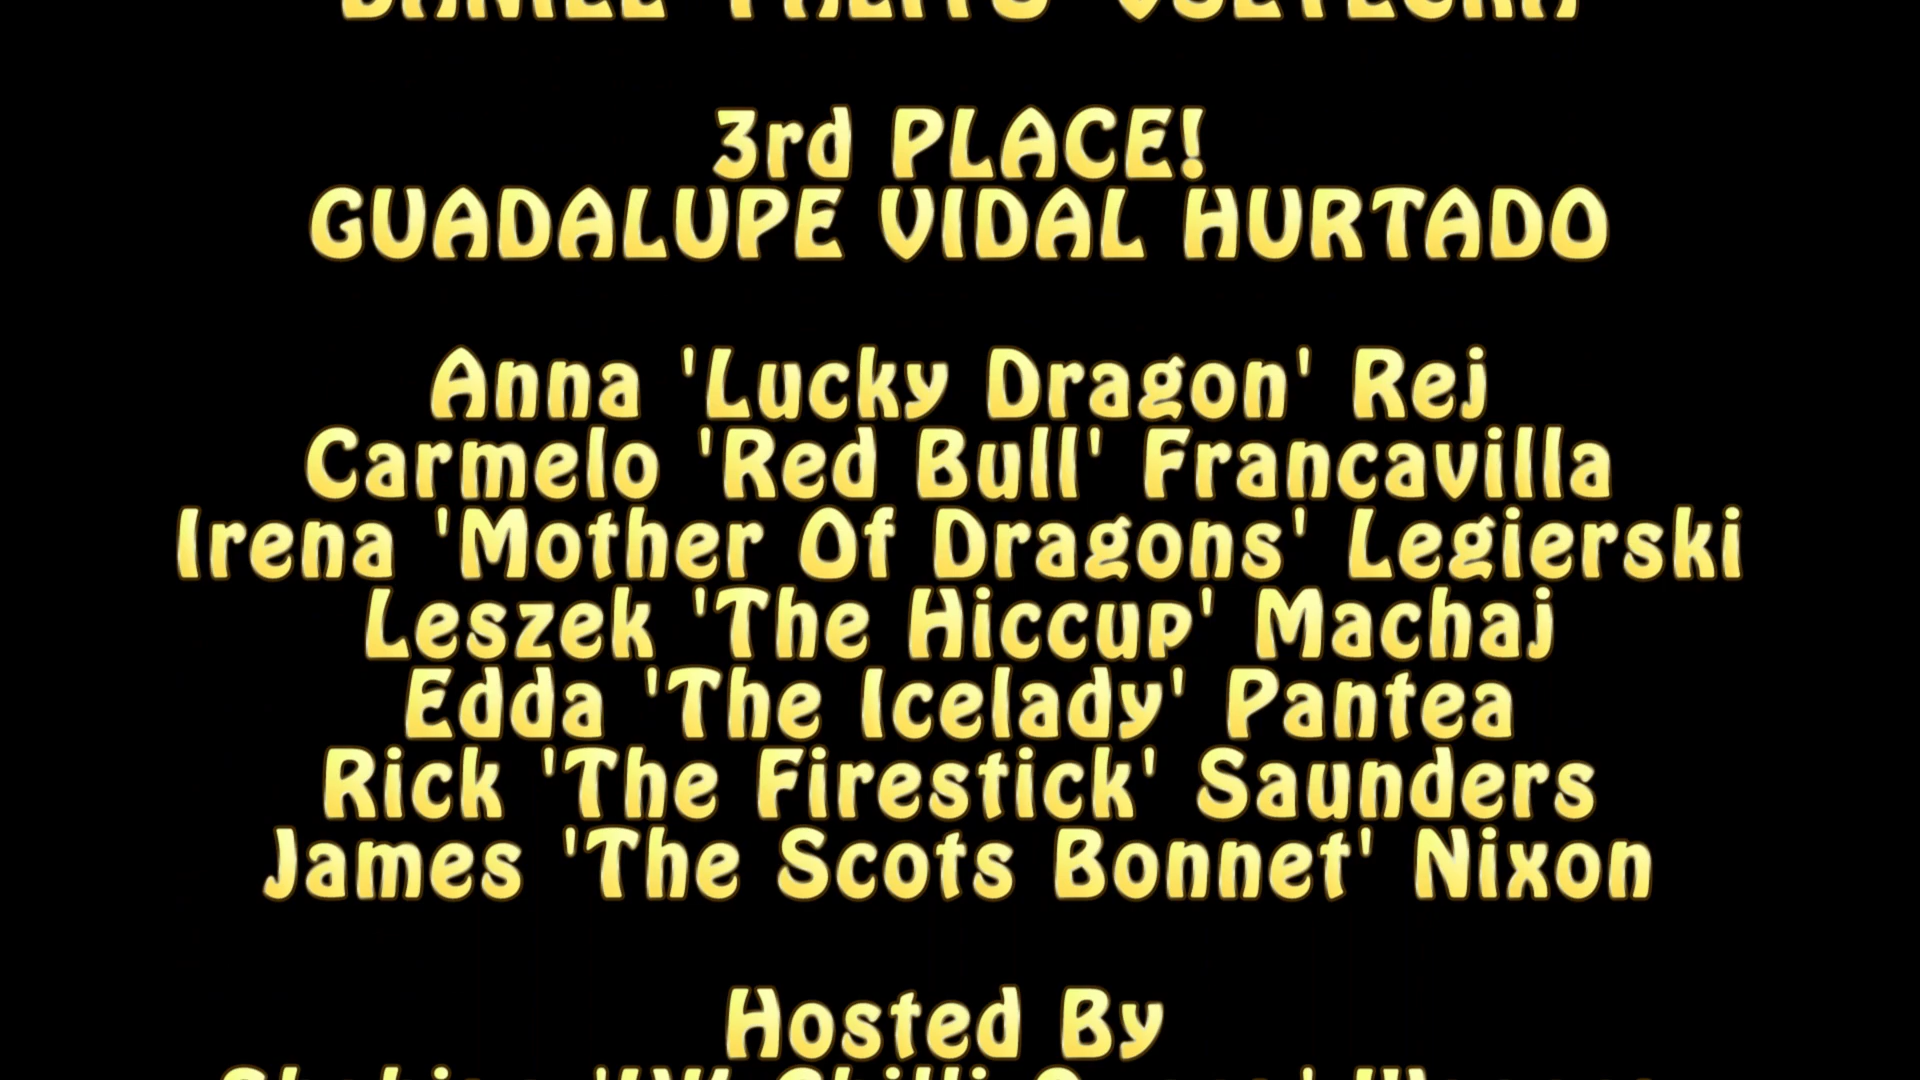 3rd PLACE!
GUADALUPE VIDAL HURTADO
Anna 'Lucky Dragon' Rej
Carmelo 'Red Bull' Francavilla
Irena 'Mother Of Dragons' Legierski
Leszek 'The Hiccup' Machaj
Edda 'The Icelady' Pantea
Rick 'The Firestick' Saunders
James 'The Scots Bonnet' Nixon
Hosted By